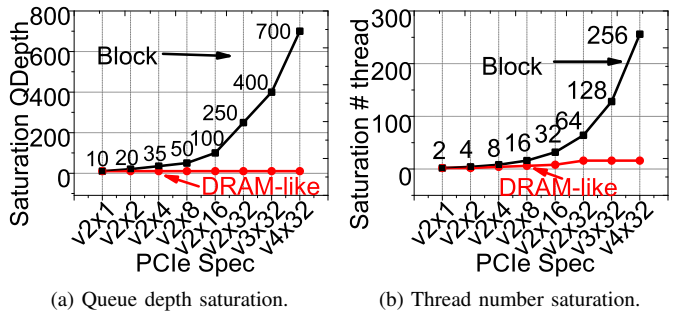 800
600
400
200
0
Saturation QDepth
Block
700
400
250
100
50
35
20
10
DRAM-like
v2x1
v2x2
v2x4
v2x8
v2x16
v2x32
v3x32
v4x32
PCIe Spec
(a) Queue depth saturation.
300
200
100
0
Saturation # thread
Block
256
128
64
32
16
8
4
2
DRAM-like
v2x1
v2x2
v2x4
v2x8
v2x16
v2x32
v3x32
v4x32
PCIe Spec
(b) Thread number saturation.